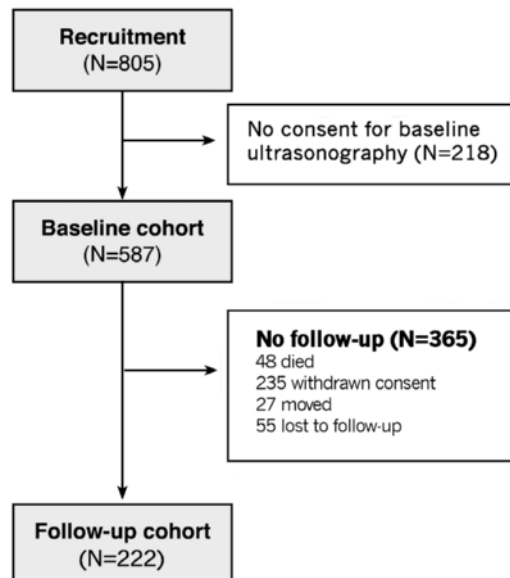 Recruitment
(N=805)
No consent for baseline
ultrasonography (N=218)
Baseline cohort
(N=587)
No follow-up (N=365)
48 died
235 withdrawn consent
27 moved
55 lost to follow-up
Follow-up cohort
(N=222)